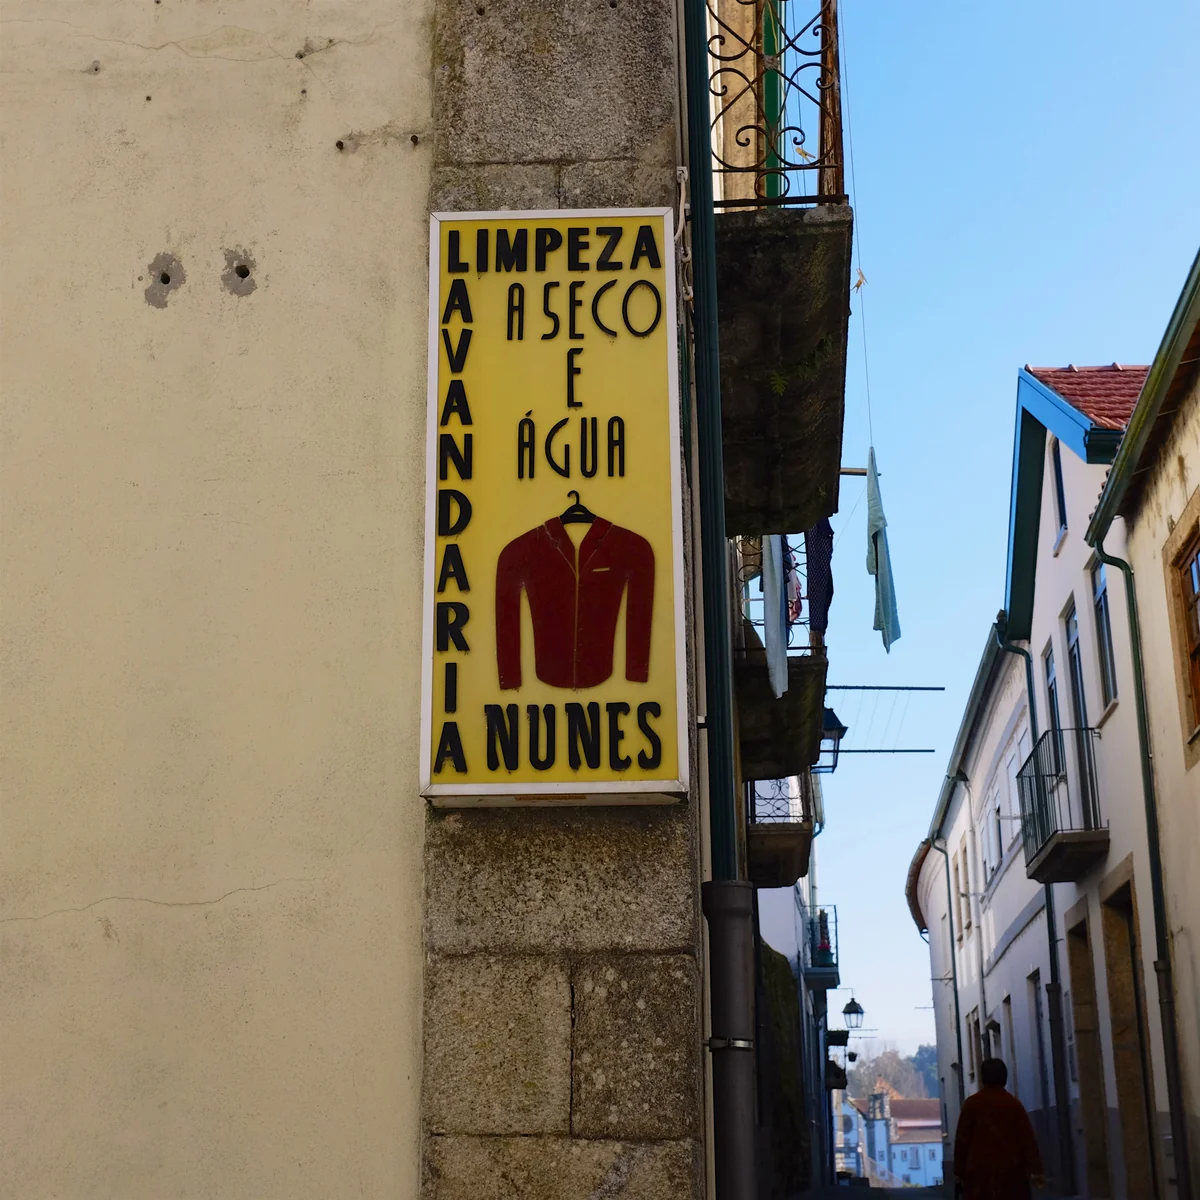 LAVANDARIA
LIMPEZA
A SECO
E
ÁGUA
NUNES